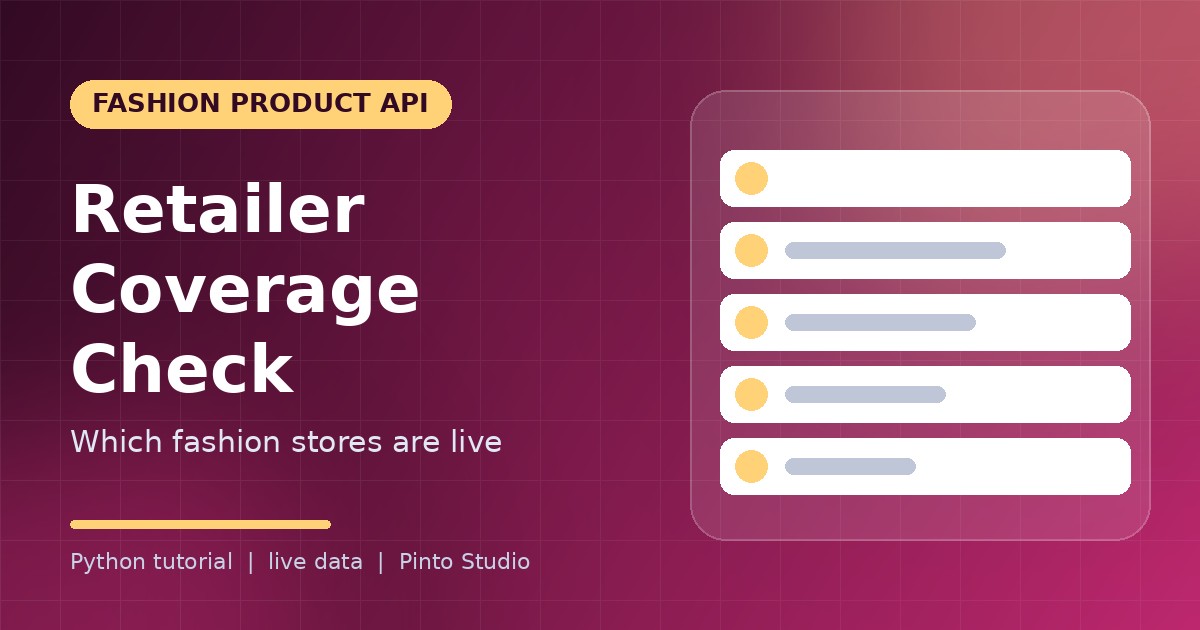 FASHION PRODUCT API
Retailer
Coverage
Check
Which fashion stores are live
Python tutorial | live data | Pinto Studio